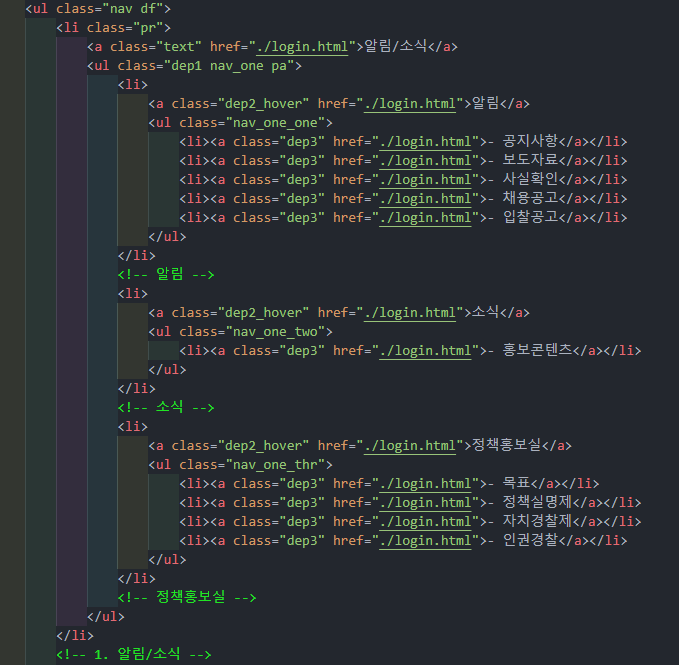 <ul class="nav df">
<li class="pr">
<a class="text" href="./login.html">알림/소식</a>
<ul class="dep1 nav_one pa">
<li>
<a class="dep2_hover" href="./login.html">알림</a>
<ul class="nav_one_one">
<li><a class="dep3" href="./login.html">- 공지사항</a></li>
<li><a class="dep3" href="./login.html">- 보도자료</a></li>
<li><a class="dep3" href="./login.html">- 사실확인</a></li>
<li><a class="dep3" href="./login.html">- 채용공고</a></li>
<li><a class="dep3" href="./login.html">- 입찰공고</a></li>
</ul>
</li>
<!-- 알림 -->
<li>
<a class="dep2_hover" href="./login.html">소식</a>
<ul class="nav_one_two">
<li><a class="dep3" href="./login.html">- 홍보콘텐츠</a></li>
</ul>
</li>
<!-- 소식 -->
<li>
<a class="dep2_hover" href="./login.html">정책홍보실</a>
<ul class="nav_one_thr">
<li><a class="dep3" href="./login.html">- 목표</a></li>
<li><a class="dep3" href="./login.html">- 정책실명제</a></li>
<li><a class="dep3" href="./login.html">- 자치경찰제</a></li>
<li><a class="dep3" href="./login.html">- 인권경찰</a></li>
</ul>
</li>
<!-- 정책홍보실 -->
</ul>
</li>
<!-- 1. 알림/소식 -->